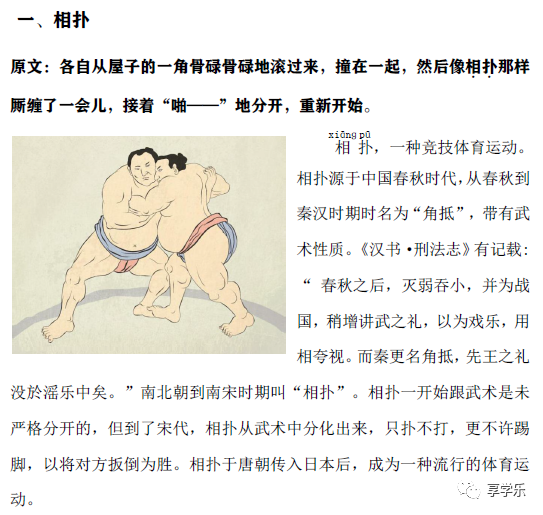 一、相扑
原文：各自从屋子的一角骨碌骨碌地滚过来，撞在一起，然后像相扑那样
厮缠了一会儿，接着“啪——”地分开，重新开始。
xiāng pū
相扑，一种竞技体育运动。
相扑源于中国春秋时代，从春秋到
秦汉时期时名为“角抵”，带有武
术性质。《汉书·刑法志》有记载：
“ 春秋之后，灭弱吞小，并为战
国，稍增讲武之礼，以为戏乐，用
相夸视。而秦更名角抵，先王之礼
没於滛乐中矣。”南北朝到南宋时期叫“相扑”。相扑一开始跟武术是未
严格分开的，但到了宋代，相扑从武术中分化出来，只扑不打，更不许踢
脚，以将对方扳倒为胜。相扑于唐朝传入日本后，成为一种流行的体育运
动。
享学乐